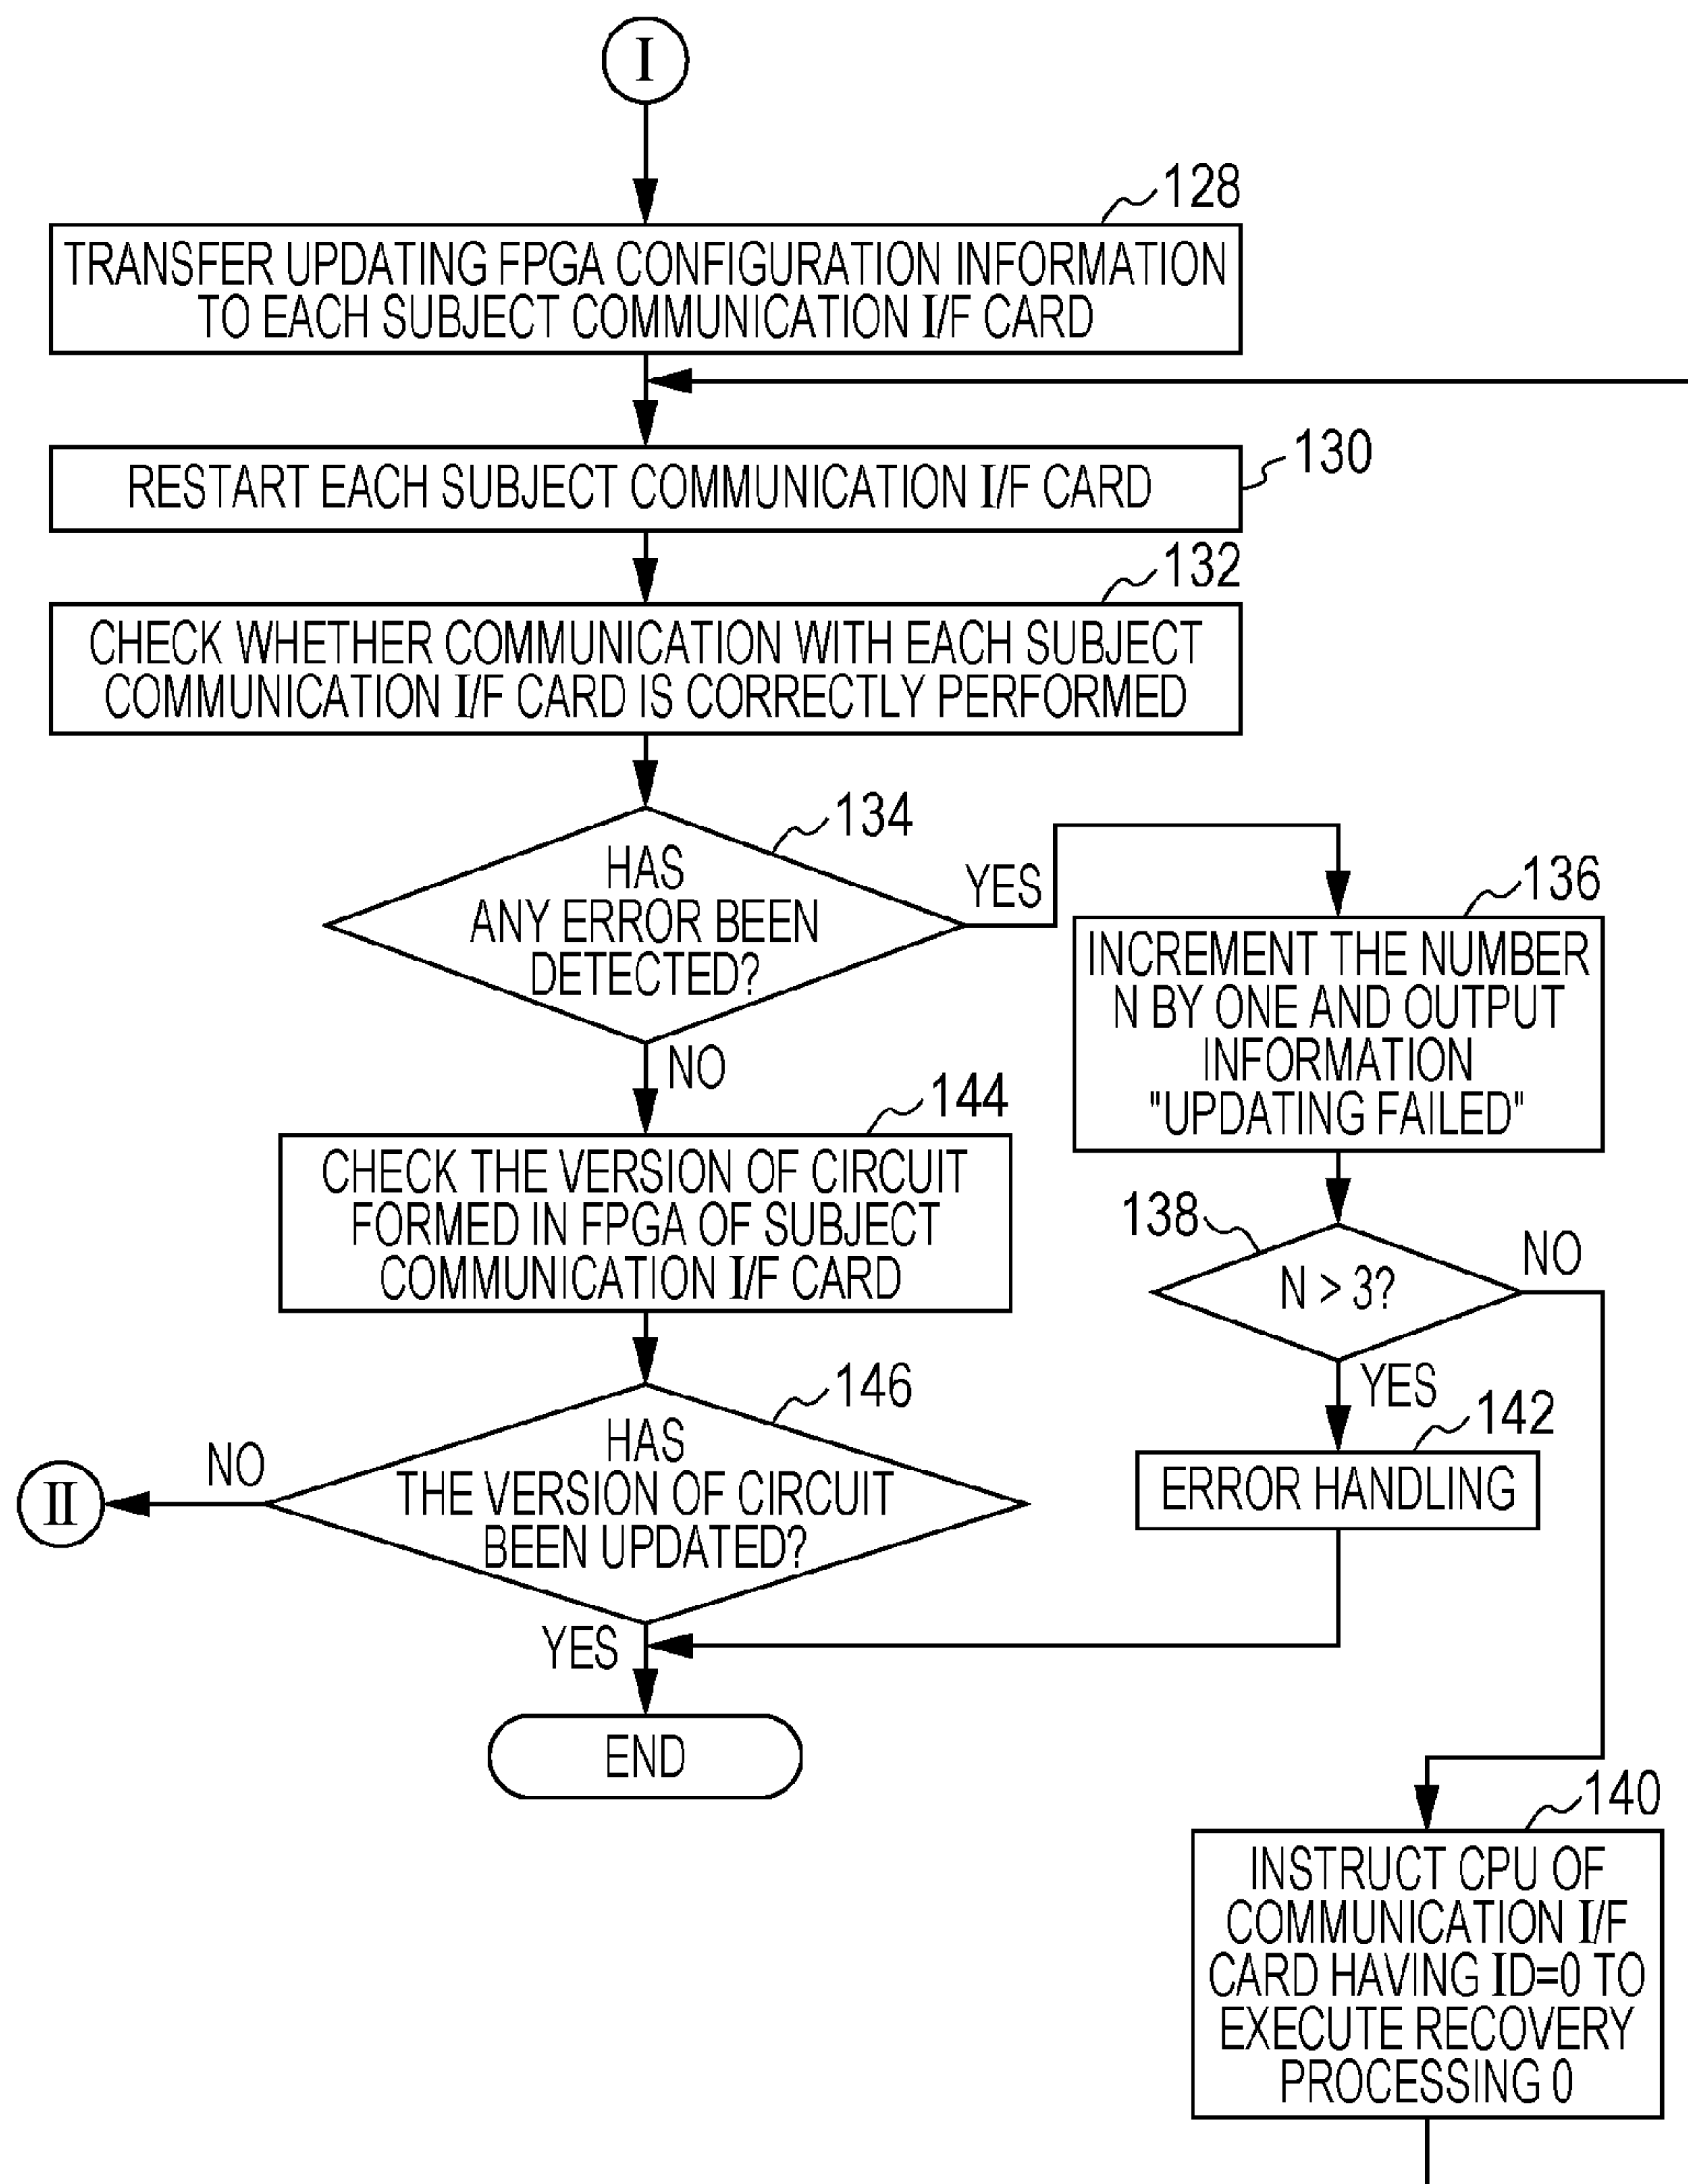 I
128
TRANSFER UPDATING FPGA CONFIGURATION INFORMATION
TO EACH SUBJECT COMMUNICATION I/F CARD
130
RESTART EACH SUBJECT COMMUNICATION I/F CARD
132
CHECK WHETHER COMMUNICATION WITH EACH SUBJECT
COMMUNICATION I/F CARD IS CORRECTLY PERFORMED
134
HAS
ANY ERROR BEEN
DETECTED?
YES
NO
136
INCREMENT THE NUMBER
N BY ONE AND OUTPUT
INFORMATION
"UPDATING FAILED"
144
CHECK THE VERSION OF CIRCUIT
FORMED IN FPGA OF SUBJECT
COMMUNICATION I/F CARD
138
N > 3?
NO
YES
146
HAS
THE VERSION OF CIRCUIT
BEEN UPDATED?
NO
II
YES
142
ERROR HANDLING
END
140
INSTRUCT CPU OF
COMMUNICATION I/F
CARD HAVING ID=0 TO
EXECUTE RECOVERY
PROCESSING 0